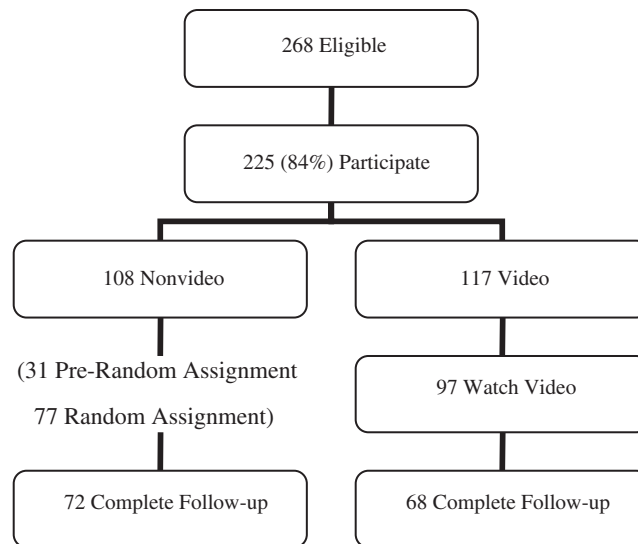 268 Eligible
225 (84%) Participate
108 Nonvideo
117 Video
(31 Pre-Random Assignment
77 Random Assignment)
97 Watch Video
72 Complete Follow-up
68 Complete Follow-up